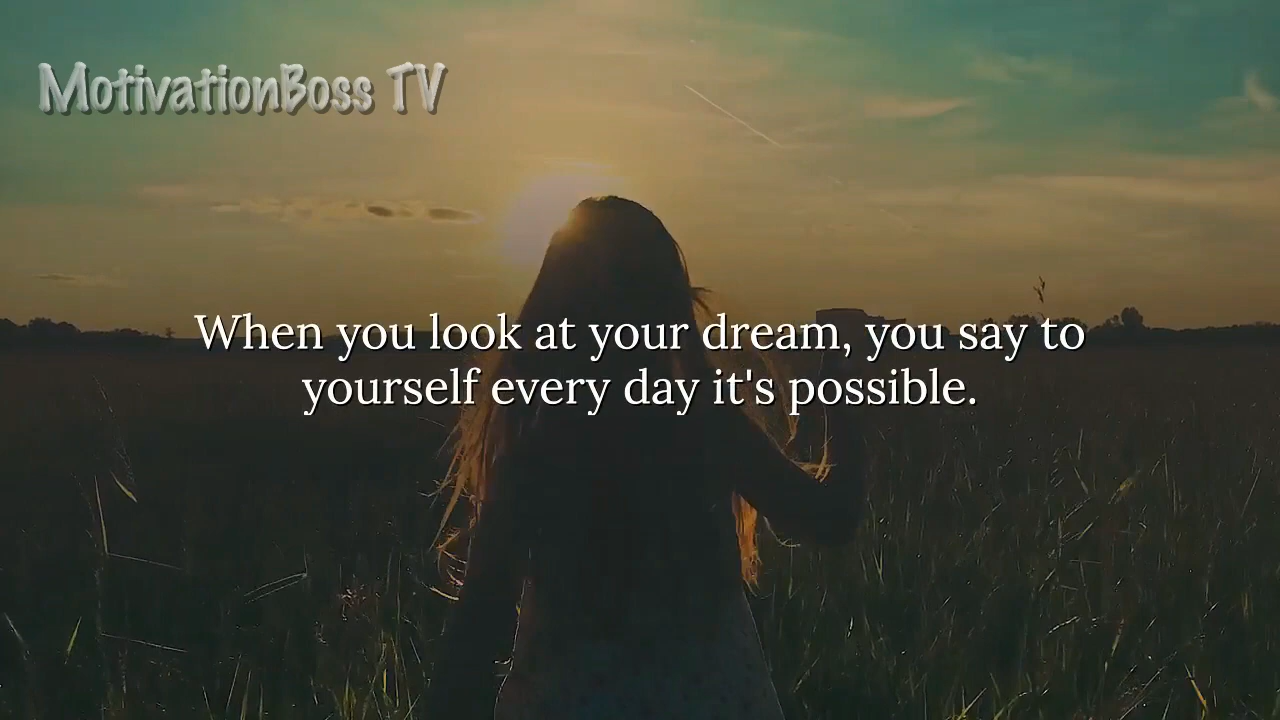 MotivationBoss TV
When you look at your dream, you say to
yourself every day it's possible.